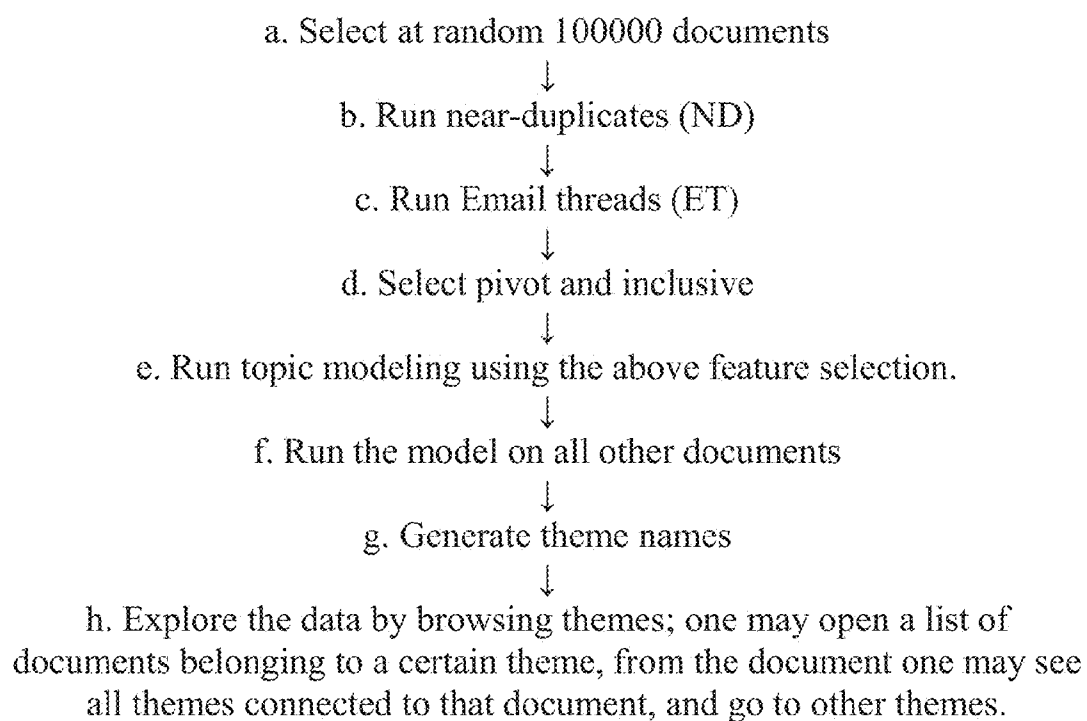 a. Select at random 100000 documents
↓
b. Run near-duplicates (ND)
↓
c. Run Email threads (ET)
↓
d. Select pivot and inclusive
↓
e. Run topic modeling using the above feature selection.
↓
f. Run the model on all other documents
↓
g. Generate theme names
↓
h. Explore the data by browsing themes; one may open a list of
documents belonging to a certain theme, from the document one may see
all themes connected to that document, and go to other themes.